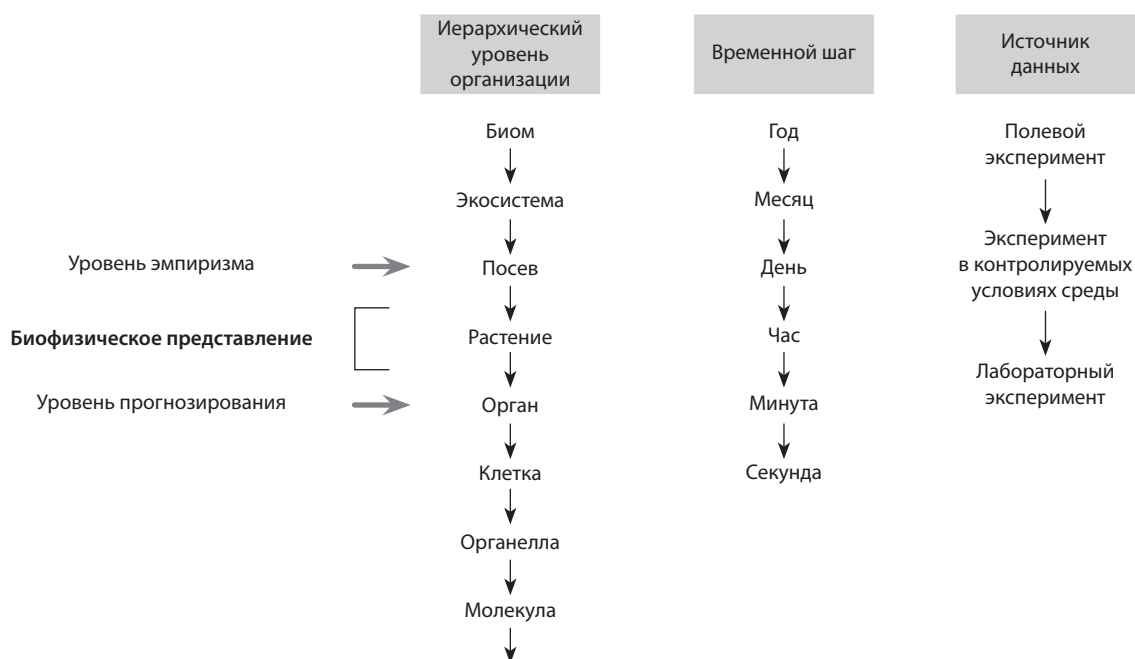 Иерархический
уровень
организации
Временной шаг
Источник
данных
Биом
Год
Полевой
эксперимент
Экосистема
Месяц
Уровень эмпиризма
Посев
День
Эксперимент
в контролируемых
условиях среды
Биофизическое представление
Растение
Час
Уровень прогнозирования
Орган
Минута
Лабораторный
эксперимент
Клетка
Секунда
Органелла
Молекула